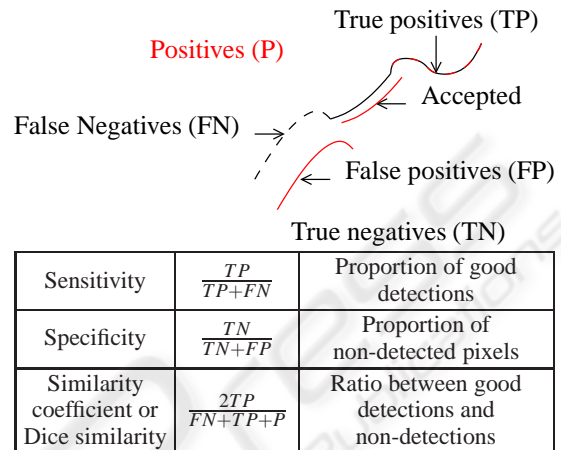 True positives (TP)
Positives (P)
Accepted
False Negatives (FN)
False positives (FP)
True negatives (TN)
Sensitivity TP/TP+FN Proportion of good
detections
Specificity TN/TN+FP Proportion of
non-detected pixels
Similarity
coefficient or
Dice similarity 2TP/FN+TP+P Ratio between good
detections and
non-detections